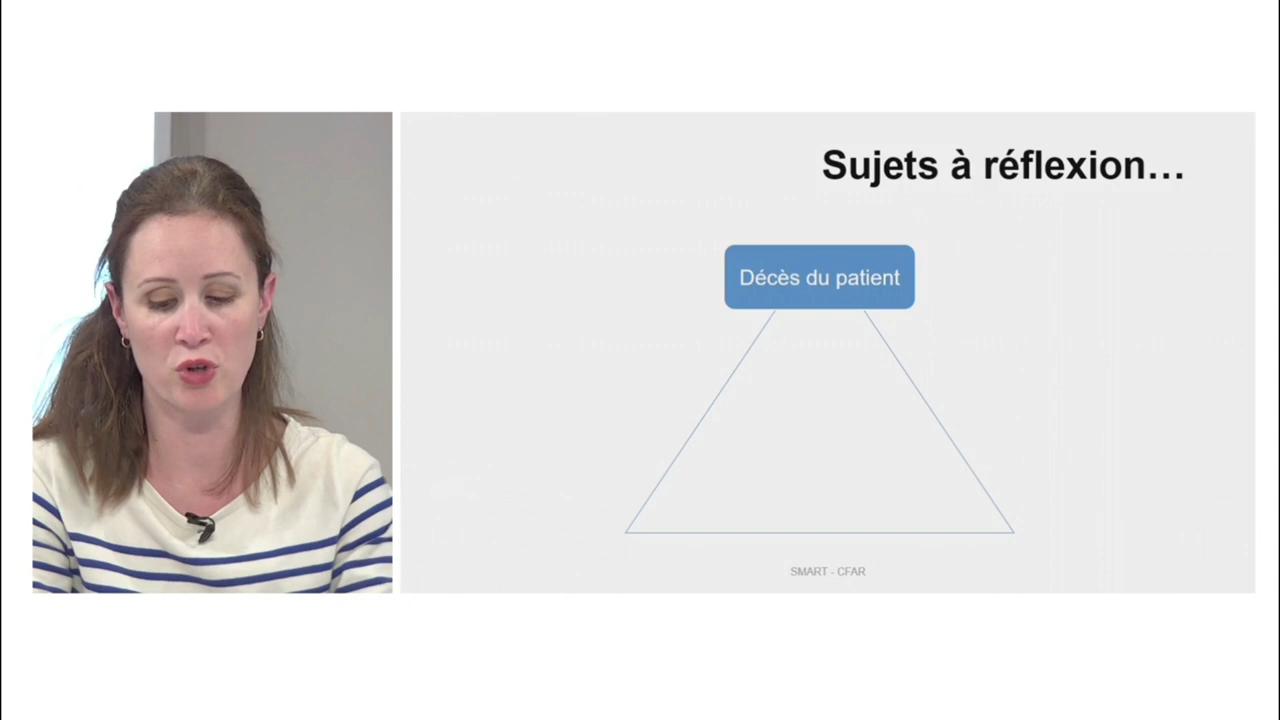 Sujets à réflexion…
Décès du patient
SMART - CFAR